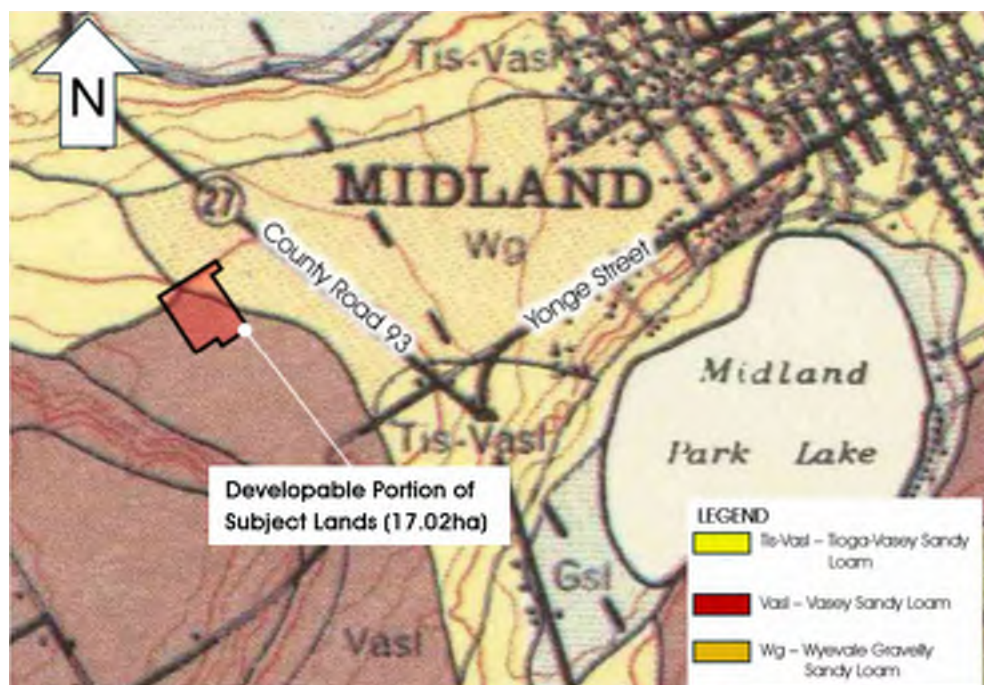 Tis-Vasl
N
27
MIDLAND
Wg
County Road 93
Yonge Street
Midland
Park Lake
Tis-Vasl
Developable Portion of
Subject Lands (17.02ha)
Gsl
Vasl
LEGEND
Tis-Vasl – Tioga-Vasey Sandy
Loam
Vasl – Vasey Sandy Loam
Wg – Wyevale Gravelly
Sandy Loam